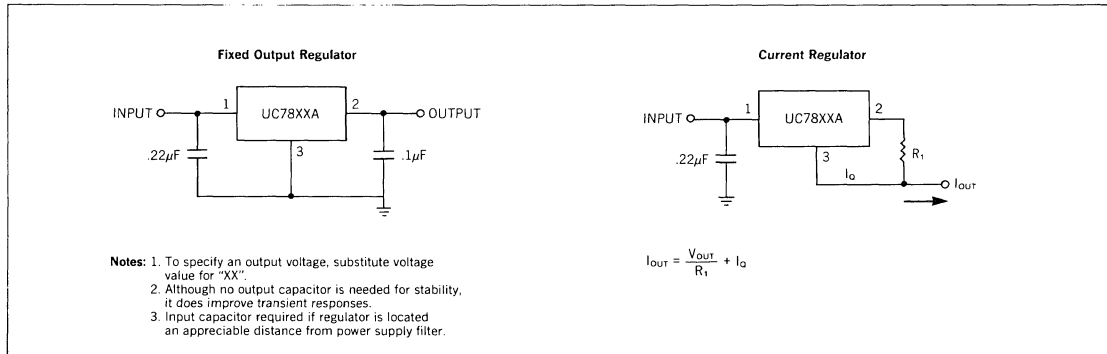 Fixed Output Regulator
INPUT
1
UC78XXA
2
OUTPUT
3
.22µF
.1µF
Notes: 1. To specify an output voltage, substitute voltage
value for "XX".
2. Although no output capacitor is needed for stability,
it does improve transient responses.
3. Input capacitor required if regulator is located
an appreciable distance from power supply filter.
Current Regulator
INPUT
1
UC78XXA
2
3
.22µF
R₁
I_Q
I_OUT
I_OUT = V_OUT/R₁ + I_Q